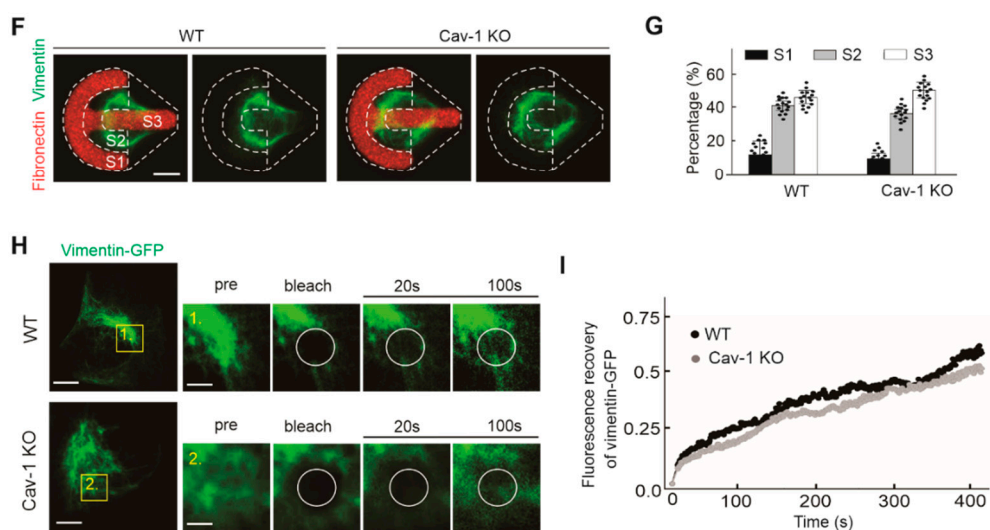 F
WT
Cav-1 KO
Fibronectin Vimentin
S3
S2
S1
G
S1 S2 S3
Percentage (%)
60
40
20
0
WT Cav-1 KO
H
Vimentin-GFP
WT
pre bleach 20s 100s
1.
1.
Cav-1 KO
pre bleach 20s 100s
2.
2.
I
Fluorescence recovery
of vimentin-GFP
0.75
0.5
0.25
0.0
WT
Cav-1 KO
0 100 200 300 400
Time (s)